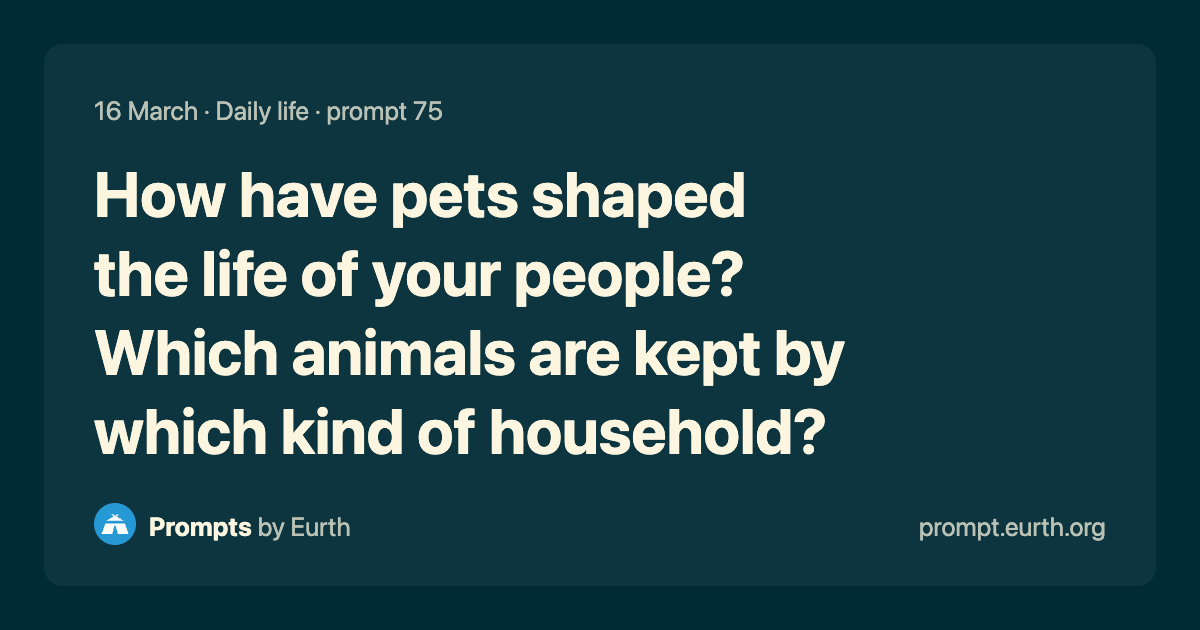 16 March · Daily life · prompt 75
How have pets shaped
the life of your people?
Which animals are kept by
which kind of household?
Prompts by Eurth
prompt.eurth.org